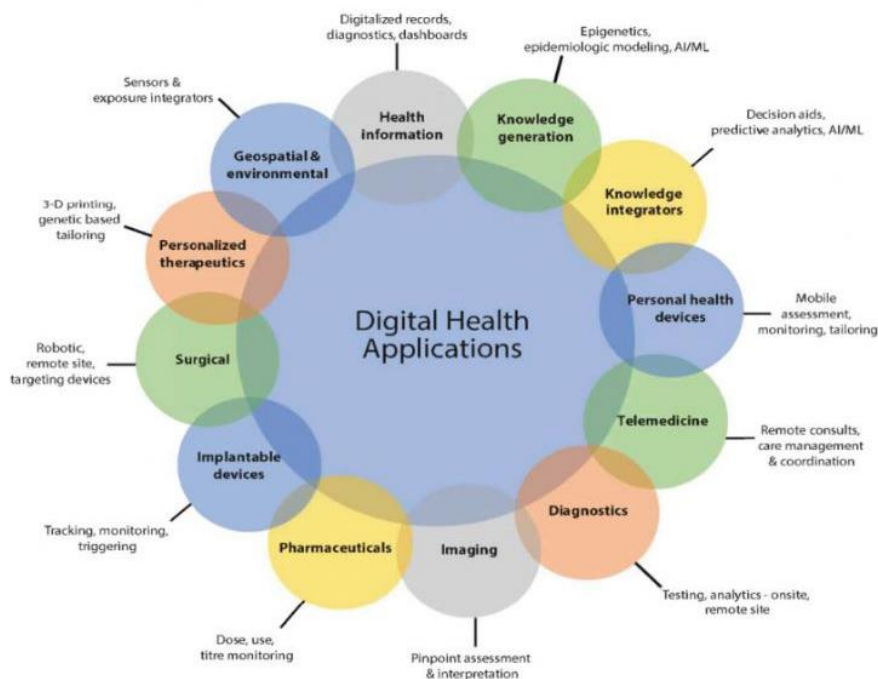 Digital Health
Applications
Digitalized records,
diagnostics, dashboards
Health
information
Epigenetics,
epidemiologic modeling, AI/ML
Knowledge
generation
Decision aids,
predictive analytics, AI/ML
Knowledge
integrators
Personal health
devices
Mobile
assessment,
monitoring, tailoring
Telemedicine
Remote consults,
care management
& coordination
Diagnostics
Testing, analytics - onsite,
remote site
Imaging
Pinpoint assessment
& interpretation
Pharmaceuticals
Dose, use,
titre monitoring
Implantable
devices
Tracking, monitoring,
triggering
Surgical
Robotic,
remote site,
targeting devices
Personalized
therapeutics
3-D printing,
genetic based
tailoring
Geospatial &
environmental
Sensors &
exposure integrators